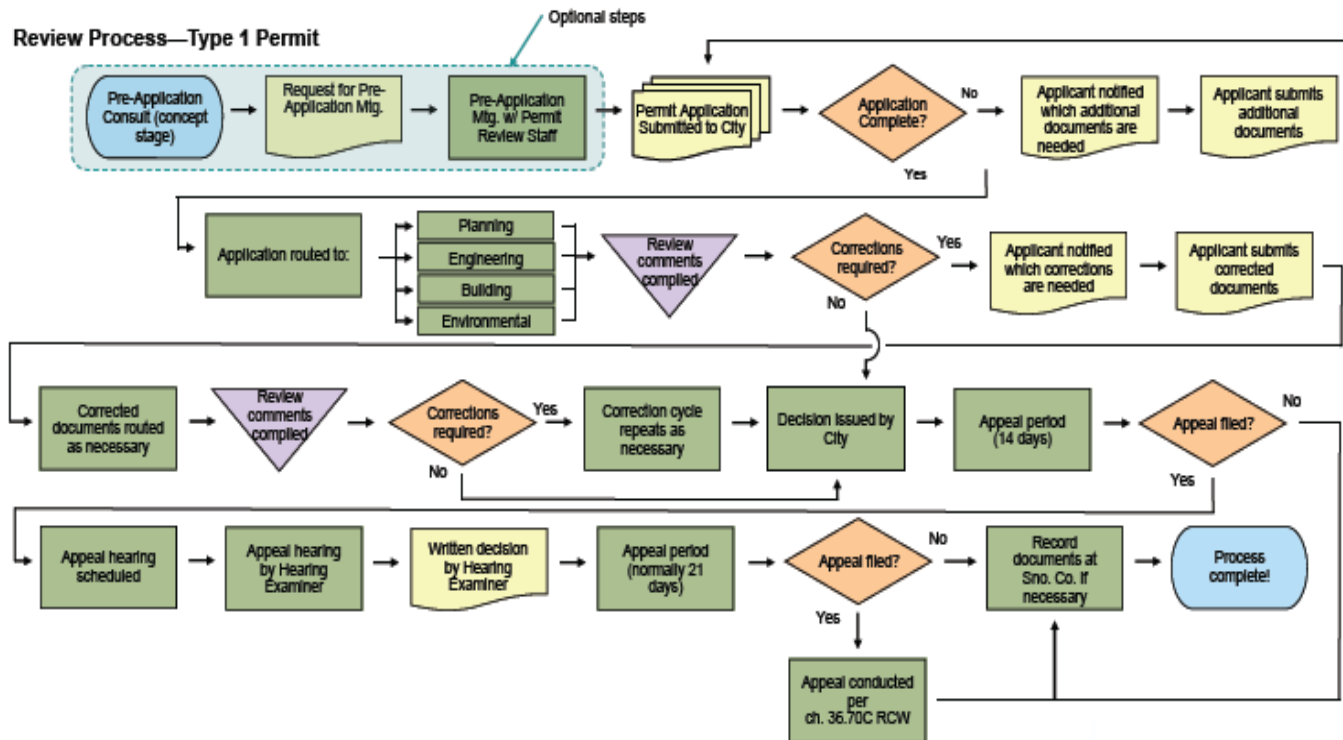 Optional steps
Review Process—Type 1 Permit
Pre-Application
Consult (concept
stage)
Request for Pre-
Application Mtg.
Pre-Application
Mtg. w/ Permit
Review Staff
Permit Application
Submitted to City
Application
Complete?
No
Yes
Applicant notified
which additional
documents are
needed
Applicant submits
additional
documents
Application routed to:
Planning
Engineering
Building
Environmental
Review
comments
compiled
Corrections
required?
Yes
No
Applicant notified
which corrections
are needed
Applicant submits
corrected
documents
Corrected
documents routed
as necessary
Review
comments
compiled
Corrections
required?
Yes
No
Correction cycle
repeats as
necessary
Decision issued by
City
Appeal period
(14 days)
Appeal filed?
No
Yes
Appeal hearing
scheduled
Appeal hearing
by Hearing
Examiner
Written decision
by Hearing
Examiner
Appeal period
(normally 21
days)
Appeal filed?
No
Yes
Record
documents at
Sno. Co. if
necessary
Process
complete!
Appeal conducted
per
ch. 36.70C RCW